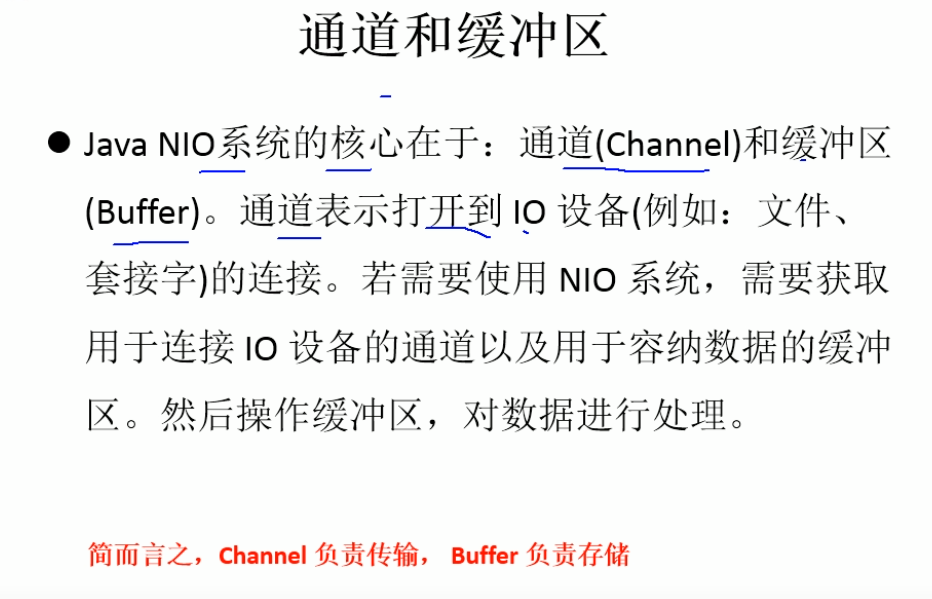 通道和缓冲区
● Java NIO系统的核心在于：通道(Channel)和缓冲区
(Buffer)。通道表示打开到 IO 设备(例如：文件、
套接字)的连接。若需要使用 NIO 系统，需要获取
用于连接 IO 设备的通道以及用于容纳数据的缓冲
区。然后操作缓冲区，对数据进行处理。
简而言之，Channel 负责传输， Buffer 负责存储